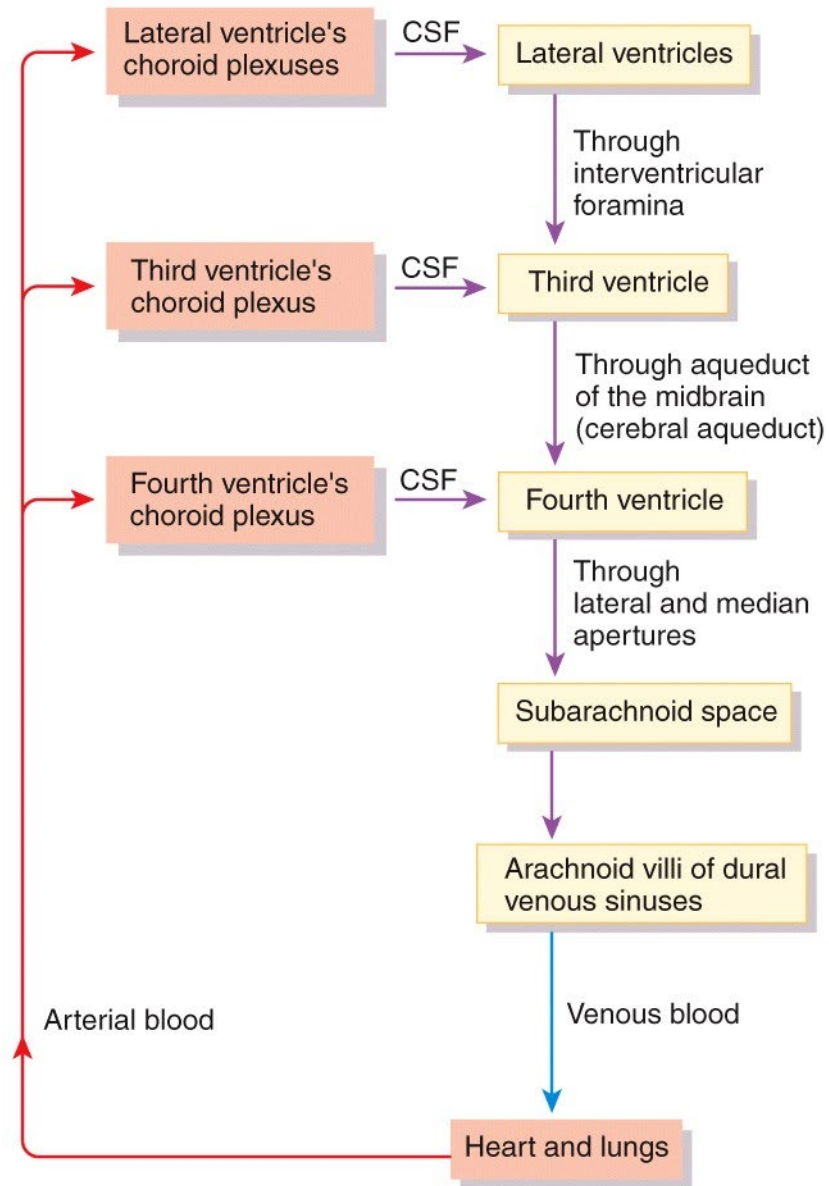 Lateral ventricle's
choroid plexuses
CSF
Lateral ventricles
Through
interventricular
foramina
Third ventricle's
choroid plexus
CSF
Third ventricle
Through aqueduct
of the midbrain
(cerebral aqueduct)
Fourth ventricle's
choroid plexus
CSF
Fourth ventricle
Through
lateral and median
apertures
Subarachnoid space
Arachnoid villi of dural
venous sinuses
Arterial blood
Venous blood
Heart and lungs